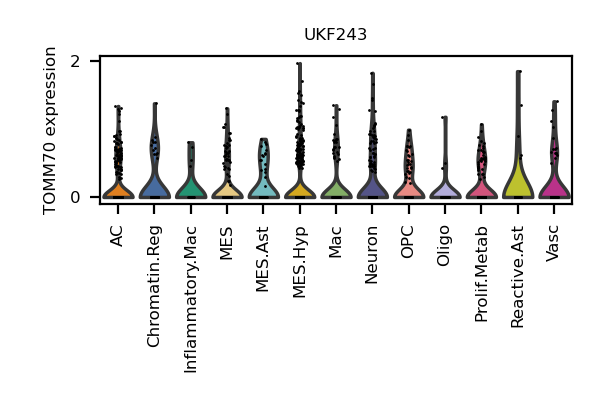 UKF243
TOMM70 expression
2
0
AC
Chromatin.Reg
Inflammatory.Mac
MES
MES.Ast
MES.Hyp
Mac
Neuron
OPC
Oligo
Prolif.Metab
Reactive.Ast
Vasc